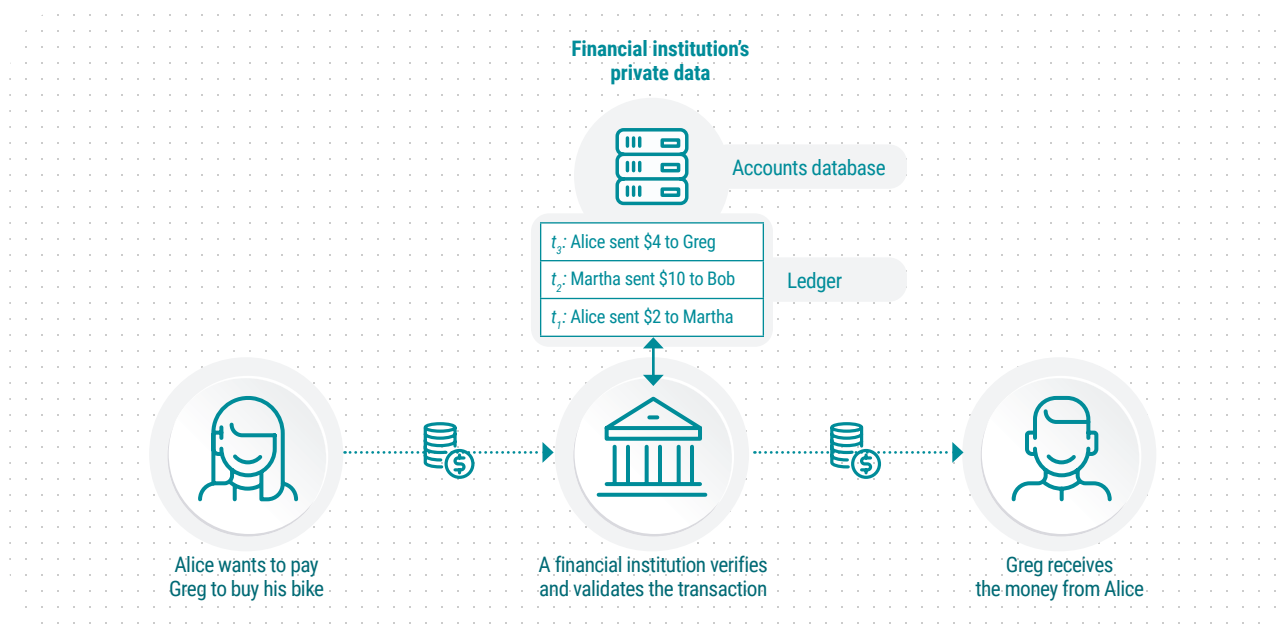 Financial institution's
private data
Accounts database
t₃: Alice sent $4 to Greg
t₂: Martha sent $10 to Bob
Ledger
t₁: Alice sent $2 to Martha
$
$
Alice wants to pay
Greg to buy his bike
A financial institution verifies
and validates the transaction
Greg receives
the money from Alice